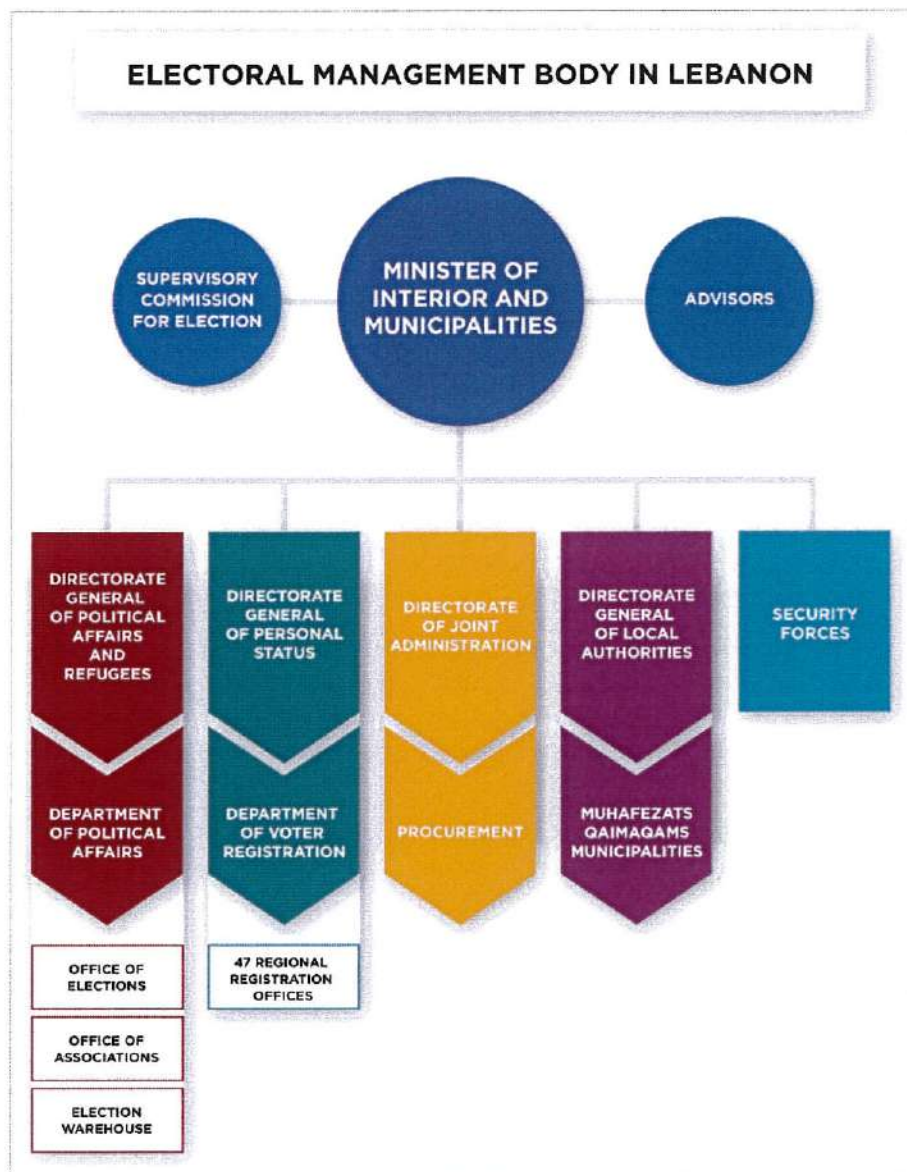 ELECTORAL MANAGEMENT BODY IN LEBANON
SUPERVISORY
COMMISSION
FOR ELECTION
MINISTER OF
INTERIOR AND
MUNICIPALITIES
ADVISORS
DIRECTORATE
GENERAL
OF POLITICAL
AFFAIRS
AND
REFUGEES
DIRECTORATE
GENERAL
OF PERSONAL
STATUS
DIRECTORATE
OF JOINT
ADMINISTRATION
DIRECTORATE
GENERAL
OF LOCAL
AUTHORITIES
SECURITY
FORCES
DEPARTMENT
OF POLITICAL
AFFAIRS
DEPARTMENT
OF VOTER
REGISTRATION
PROCUREMENT
MUHAFEZATS
QAIMAQAMS
MUNICIPALITIES
OFFICE OF
ELECTIONS
OFFICE OF
ASSOCIATIONS
ELECTION
WAREHOUSE
47 REGIONAL
REGISTRATION
OFFICES